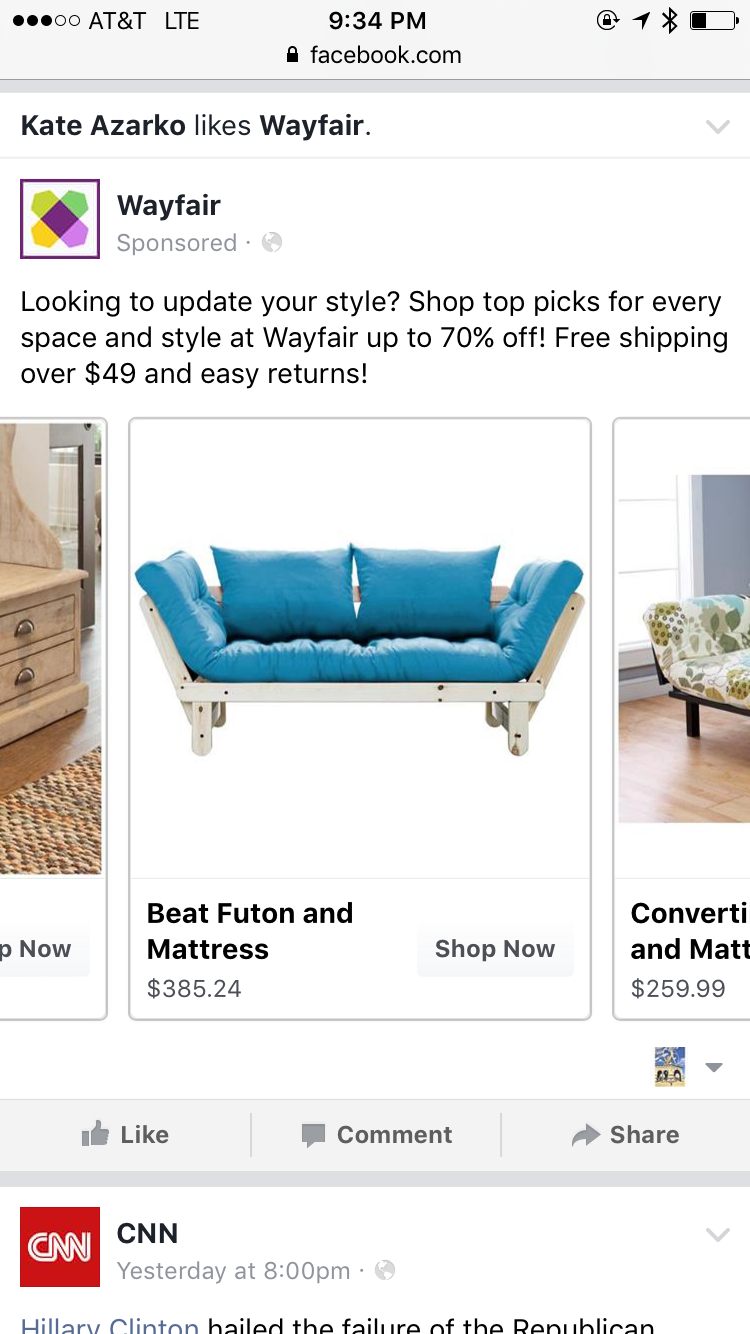 AT&T LTE 9:34 PM
facebook.com
Kate Azarko likes Wayfair.
Wayfair
Sponsored ·
Looking to update your style? Shop top picks for every
space and style at Wayfair up to 70% off! Free shipping
over $49 and easy returns!
p Now
Beat Futon and
Mattress
$385.24
Shop Now
Converti
and Matt
$259.99
Like Comment Share
CNN
CNN
Yesterday at 8:00pm ·
Hillary Clinton hailed the failure of the Republican